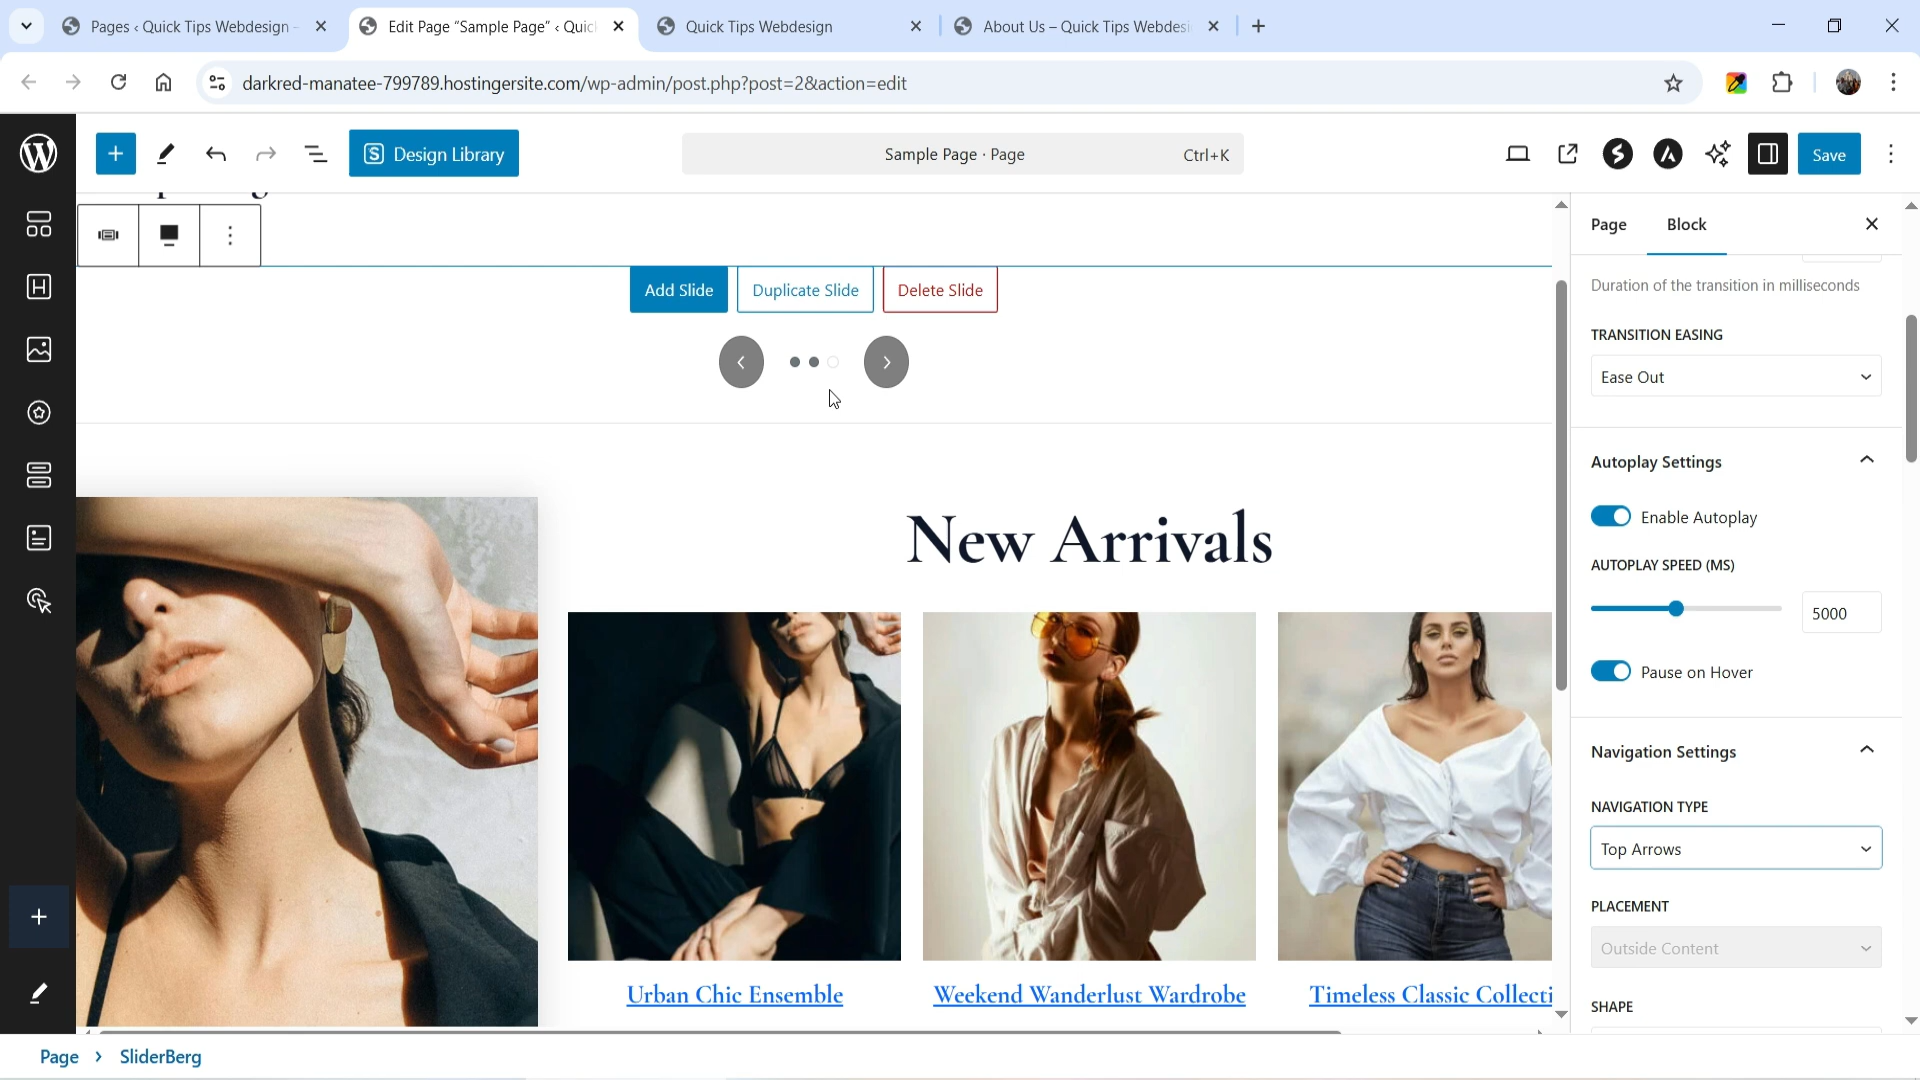 Pages ‹ Quick Tips Webdesign -
Edit Page “Sample Page” ‹ Quic
Quick Tips Webdesign
About Us – Quick Tips Webdesi
darkred-manatee-799789.hostingersite.com/wp-admin/post.php?post=2&action=edit
Design Library
Sample Page · Page
Ctrl+K
Save
Page
Block
Add Slide
Duplicate Slide
Delete Slide
Duration of the transition in milliseconds
TRANSITION EASING
Ease Out
Autoplay Settings
Enable Autoplay
AUTOPLAY SPEED (MS)
5000
Pause on Hover
Navigation Settings
NAVIGATION TYPE
Top Arrows
PLACEMENT
Outside Content
SHAPE
New Arrivals
Urban Chic Ensemble
Weekend Wanderlust Wardrobe
Timeless Classic Collecti
Page › SliderBerg